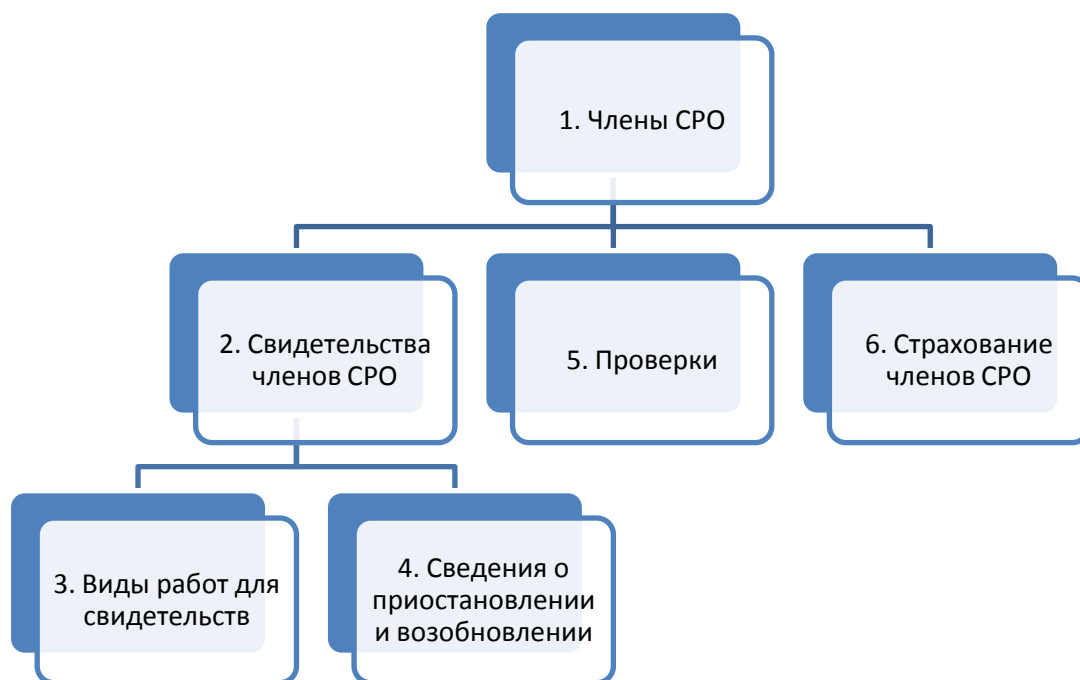 1. Члены СРО
2. Свидетельства
членов СРО
5. Проверки
6. Страхование
членов СРО
3. Виды работ для
свидетельств
4. Сведения о
приостановлении
и возобновлении